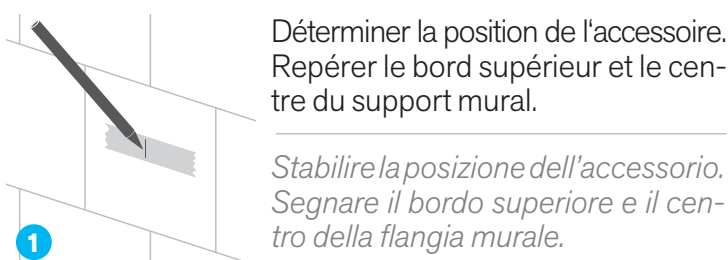 Déterminer la position de l'accessoire.
Repérer le bord supérieur et le cen-
tre du support mural.
Stabilire la posizione dell'accessorio.
Segnare il bordo superiore e il cen-
tro della flangia murale.
1